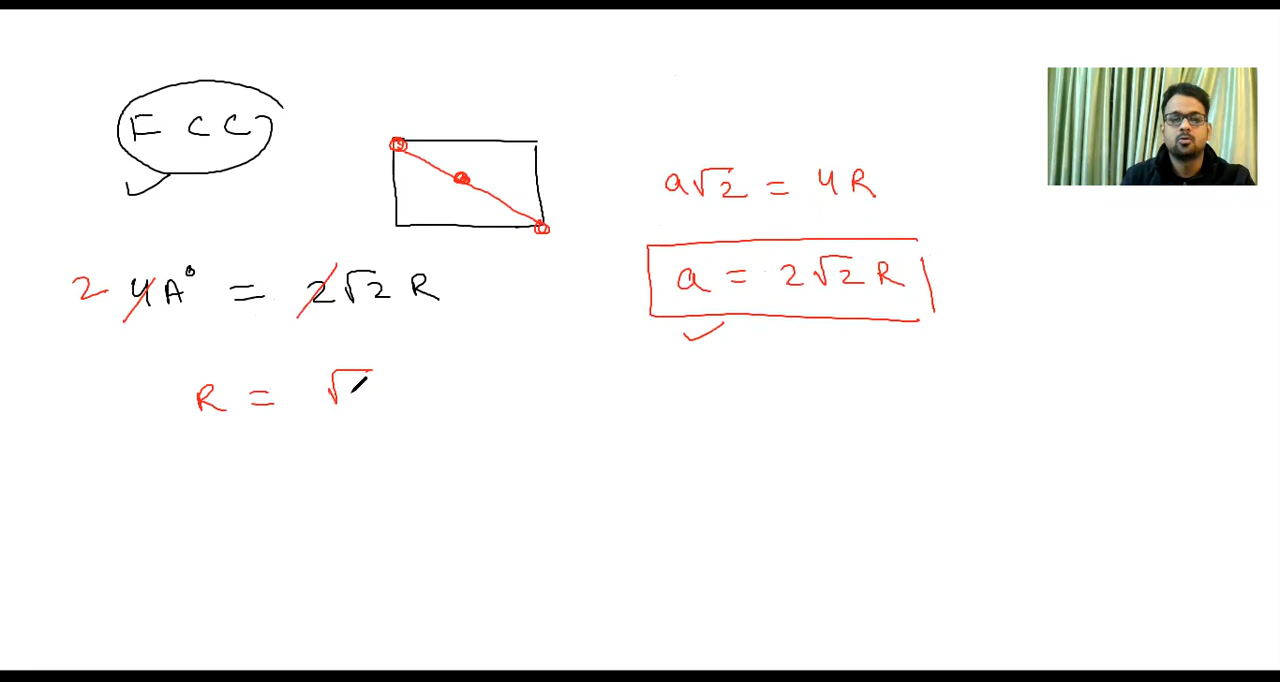 FCC
a√2 = 4R
a = 2√2 R
2 4A° = 2√2 R
R = √